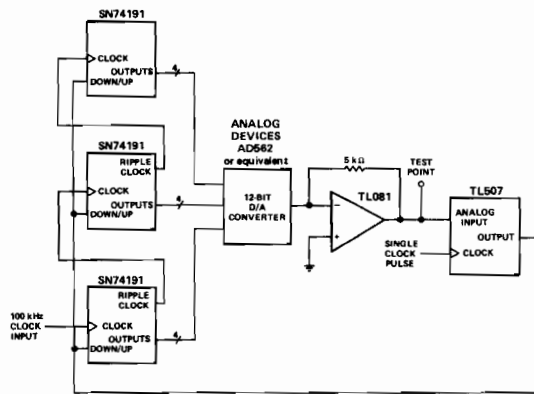 SN74191
CLOCK
OUTPUTS
DOWN/UP
4
SN74191
RIPPLE
CLOCK
CLOCK
OUTPUTS
DOWN/UP
4
SN74191
RIPPLE
CLOCK
100 kHz
CLOCK
INPUT
CLOCK
OUTPUTS
DOWN/UP
4
ANALOG
DEVICES
AD562
or equivalent
12-BIT
D/A
CONVERTER
5 kΩ
TL081
−
+
TEST
POINT
TL507
ANALOG
INPUT
OUTPUT
SINGLE
CLOCK
PULSE
CLOCK